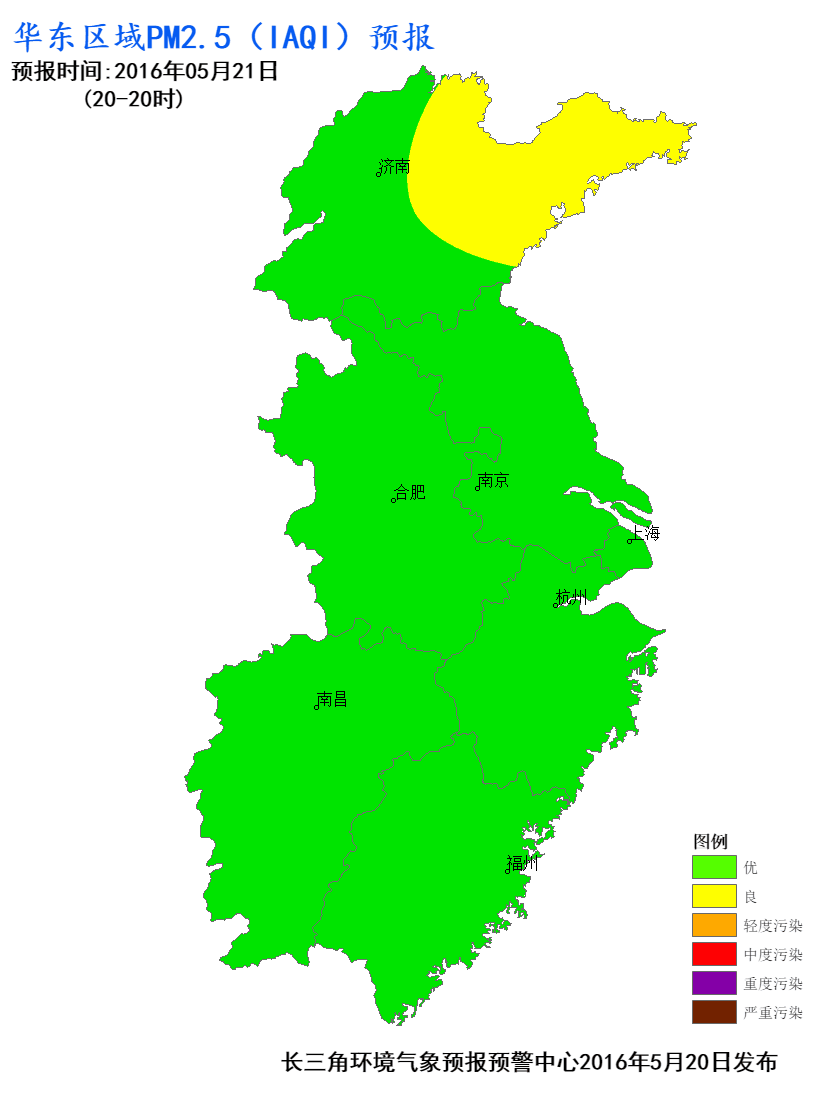 华东区域PM2.5（IAQI）预报
预报时间:2016年05月21日
(20-20时)
济南
合肥
南京
上海
杭州
南昌
福州
图例
优
良
轻度污染
中度污染
重度污染
严重污染
长三角环境气象预报预警中心2016年5月20日发布